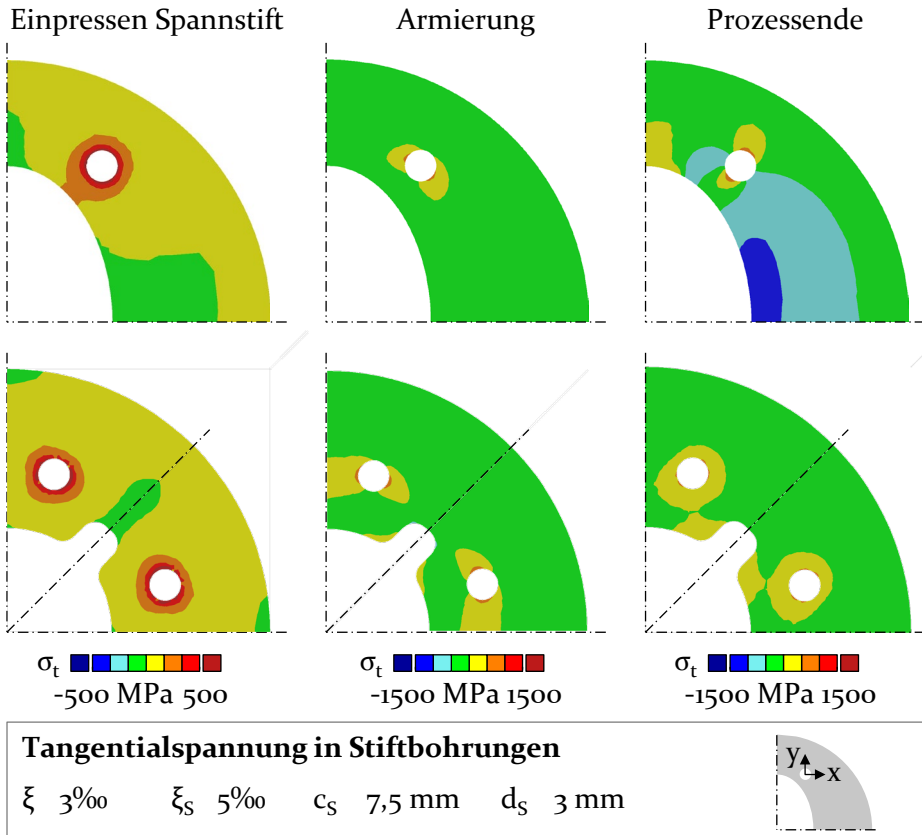 Einpressen Spannstift Armierung Prozessende
σt σt σt
-500 MPa 500 -1500 MPa 1500 -1500 MPa 1500
Tangentialspannung in Stiftbohrungen
y
x
ξ 3‰ ξS 5‰ cS 7,5 mm dS 3 mm